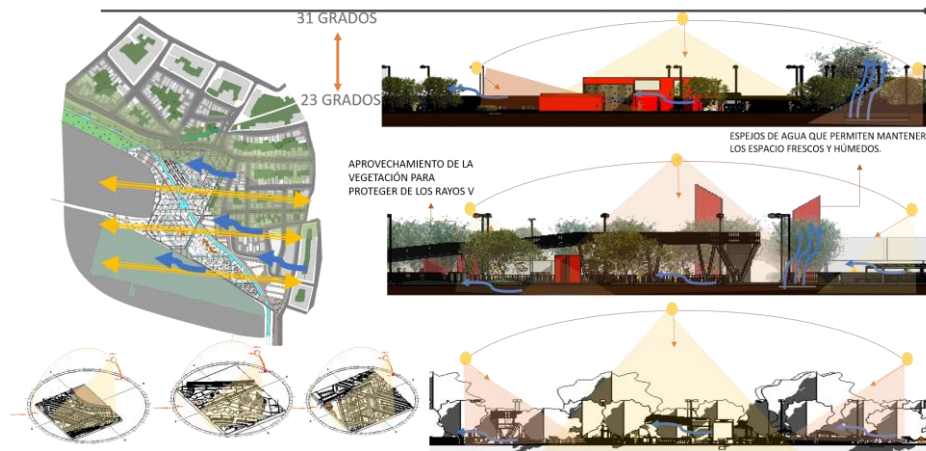 31 GRADOS
23 GRADOS
APROVECHAMIENTO DE LA
VEGETACIÓN PARA
PROTEGER DE LOS RAYOS V
ESPEJOS DE AGUA QUE PERMITEN MANTENER
LOS ESPACIO FRESCOS Y HÚMEDOS.